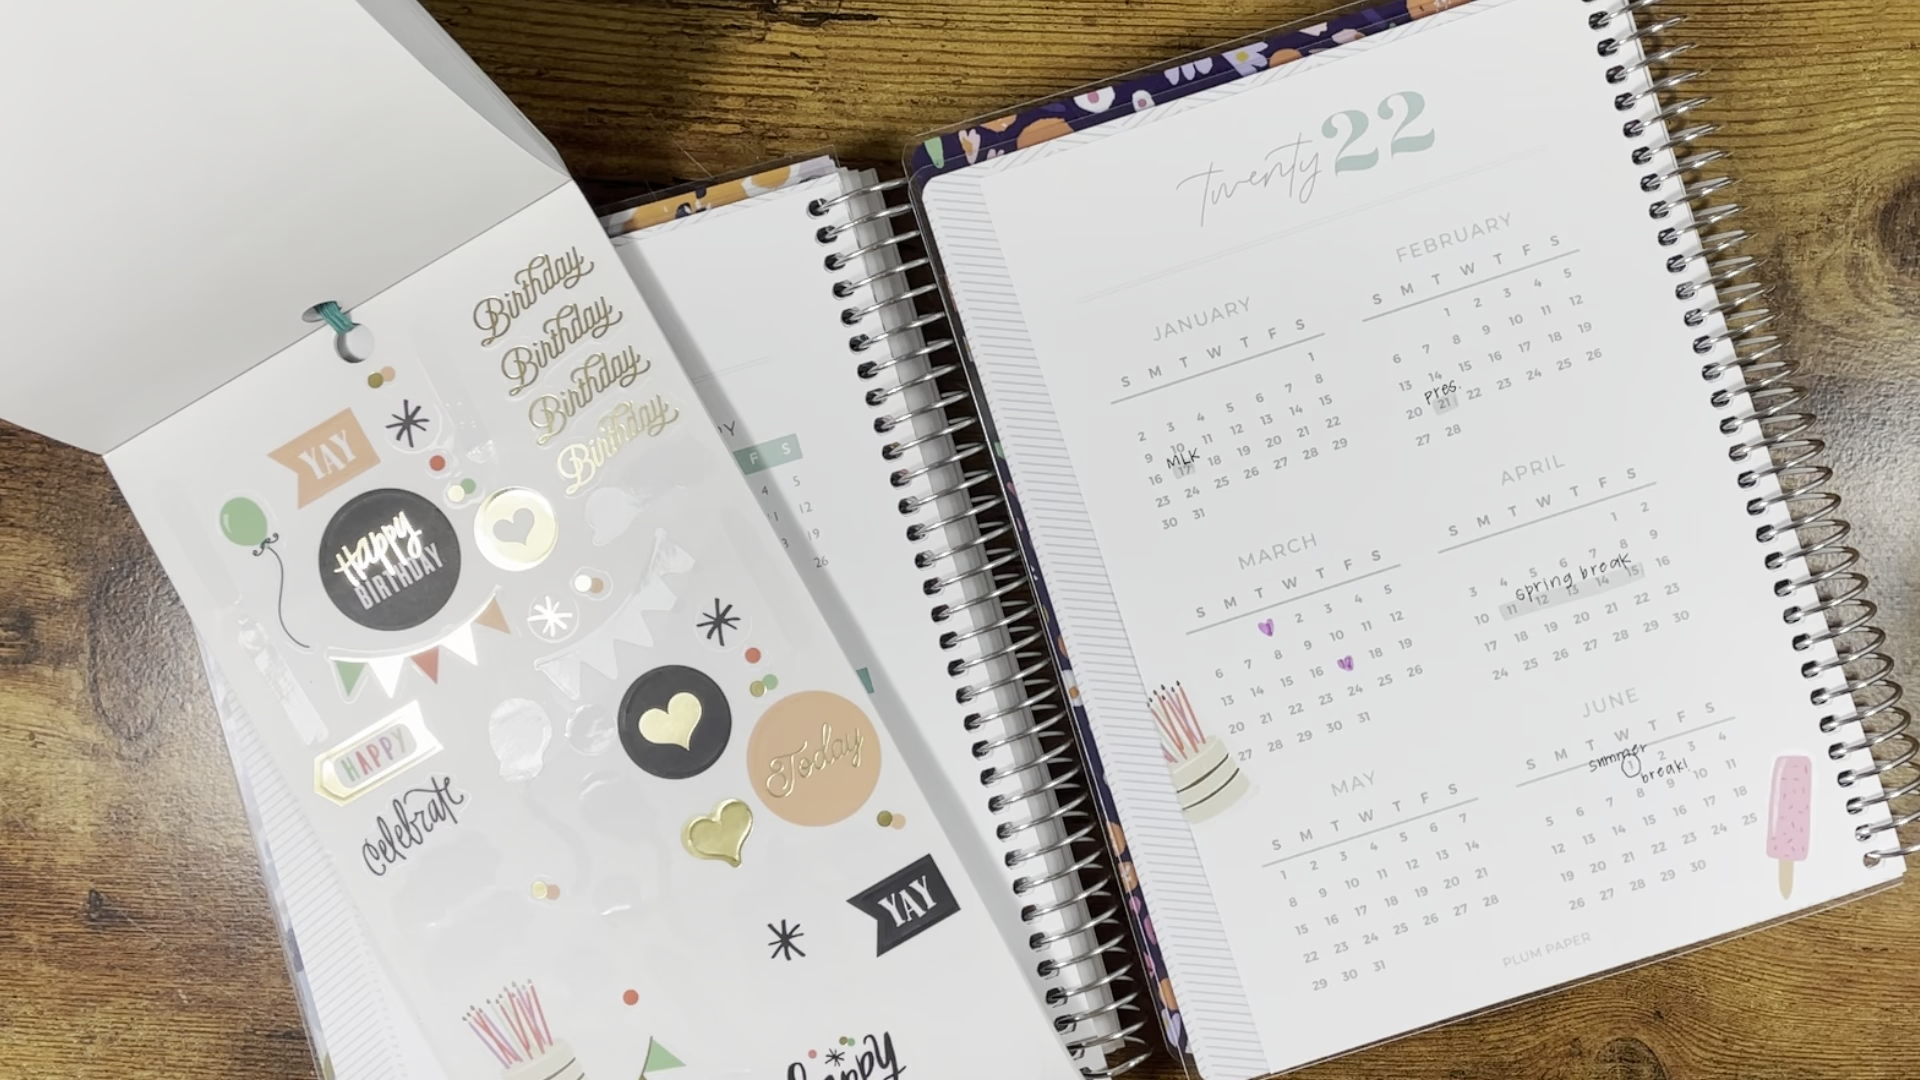 Birthday
Birthday
Birthday
Birthday
YAY
Happy
BIRTHDAY
HAPPY
celebrate
Today
YAY
happy
Y
F S
4 5
11 12
19
26
twenty22
JANUARY
S M T W T F S
1
2 3 4 5 6 7 8
9 10 11 12 13 14 15
MLK
16 17 18 19 20 21 22
23 24 25 26 27 28 29
30 31
FEBRUARY
S M T W T F S
1 2 3 4 5
6 7 8 9 10 11 12
13 14 15 16 17 18 19
pres.
20 21 22 23 24 25 26
27 28
MARCH
S M T W T F S
1 2 3 4 5
6 7 8 9 10 11 12
13 14 15 16 17 18 19
20 21 22 23 24 25 26
27 28 29 30 31
APRIL
S M T W T F S
1 2
3 4 5 6 7 8 9
spring break
10 11 12 13 14 15 16
17 18 19 20 21 22 23
24 25 26 27 28 29 30
MAY
S M T W T F S
1 2 3 4 5 6 7
8 9 10 11 12 13 14
15 16 17 18 19 20 21
22 23 24 25 26 27 28
29 30 31
JUNE
S M T W T F S
summer
1 2 3 4
break!
5 6 7 8 9 10 11
12 13 14 15 16 17 18
19 20 21 22 23 24 25
26 27 28 29 30
PLUM PAPER